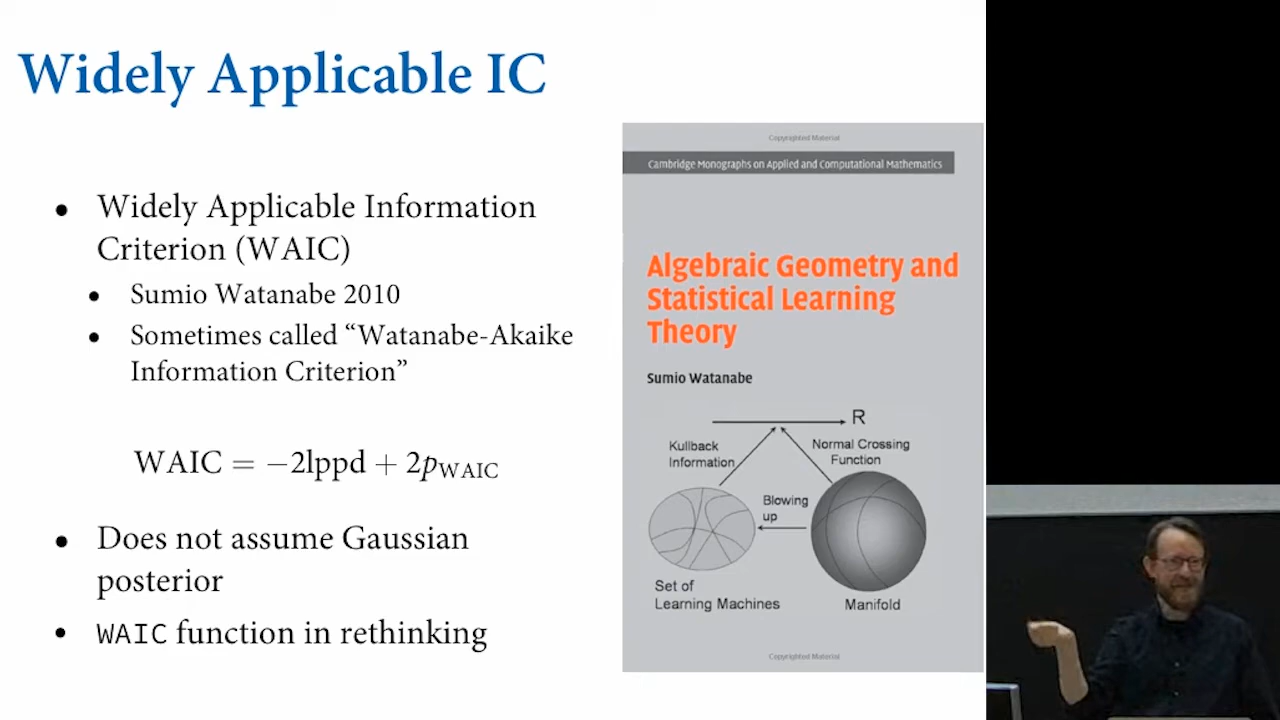 Widely Applicable IC
• Widely Applicable Information
Criterion (WAIC)
• Sumio Watanabe 2010
• Sometimes called “Watanabe-Akaike
Information Criterion”
WAIC = −2lppd + 2p_WAIC
• Does not assume Gaussian
posterior
• WAIC function in rethinking
Copyrighted Material
Cambridge Monographs on Applied and Computational Mathematics
Algebraic Geometry and
Statistical Learning
Theory
Sumio Watanabe
R
Kullback
Information
Normal Crossing
Function
Blowing
up
Set of
Learning Machines
Manifold
Copyrighted Material